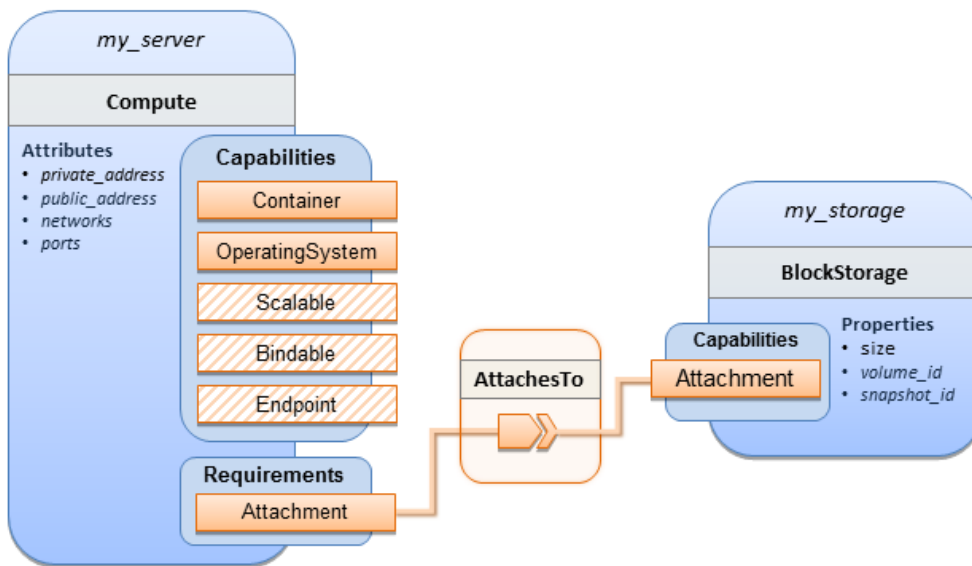 my_server
Compute
Attributes
• private_address
• public_address
• networks
• ports
Capabilities
Container
OperatingSystem
Scalable
Bindable
Endpoint
Requirements
Attachment
AttachesTo
my_storage
BlockStorage
Capabilities
Attachment
Properties
• size
• volume_id
• snapshot_id